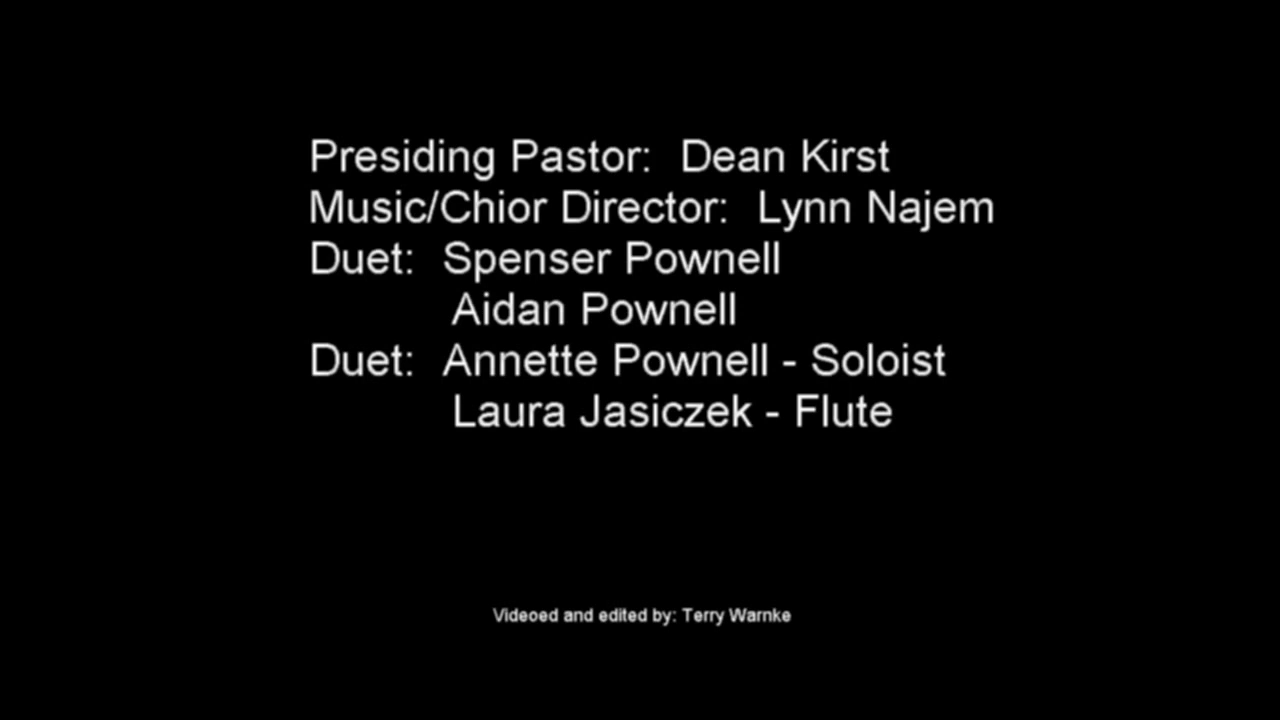 Presiding Pastor: Dean Kirst
Music/Chior Director: Lynn Najem
Duet: Spenser Pownell
Aidan Pownell
Duet: Annette Pownell - Soloist
Laura Jasiczek - Flute
Videoed and edited by: Terry Warnke